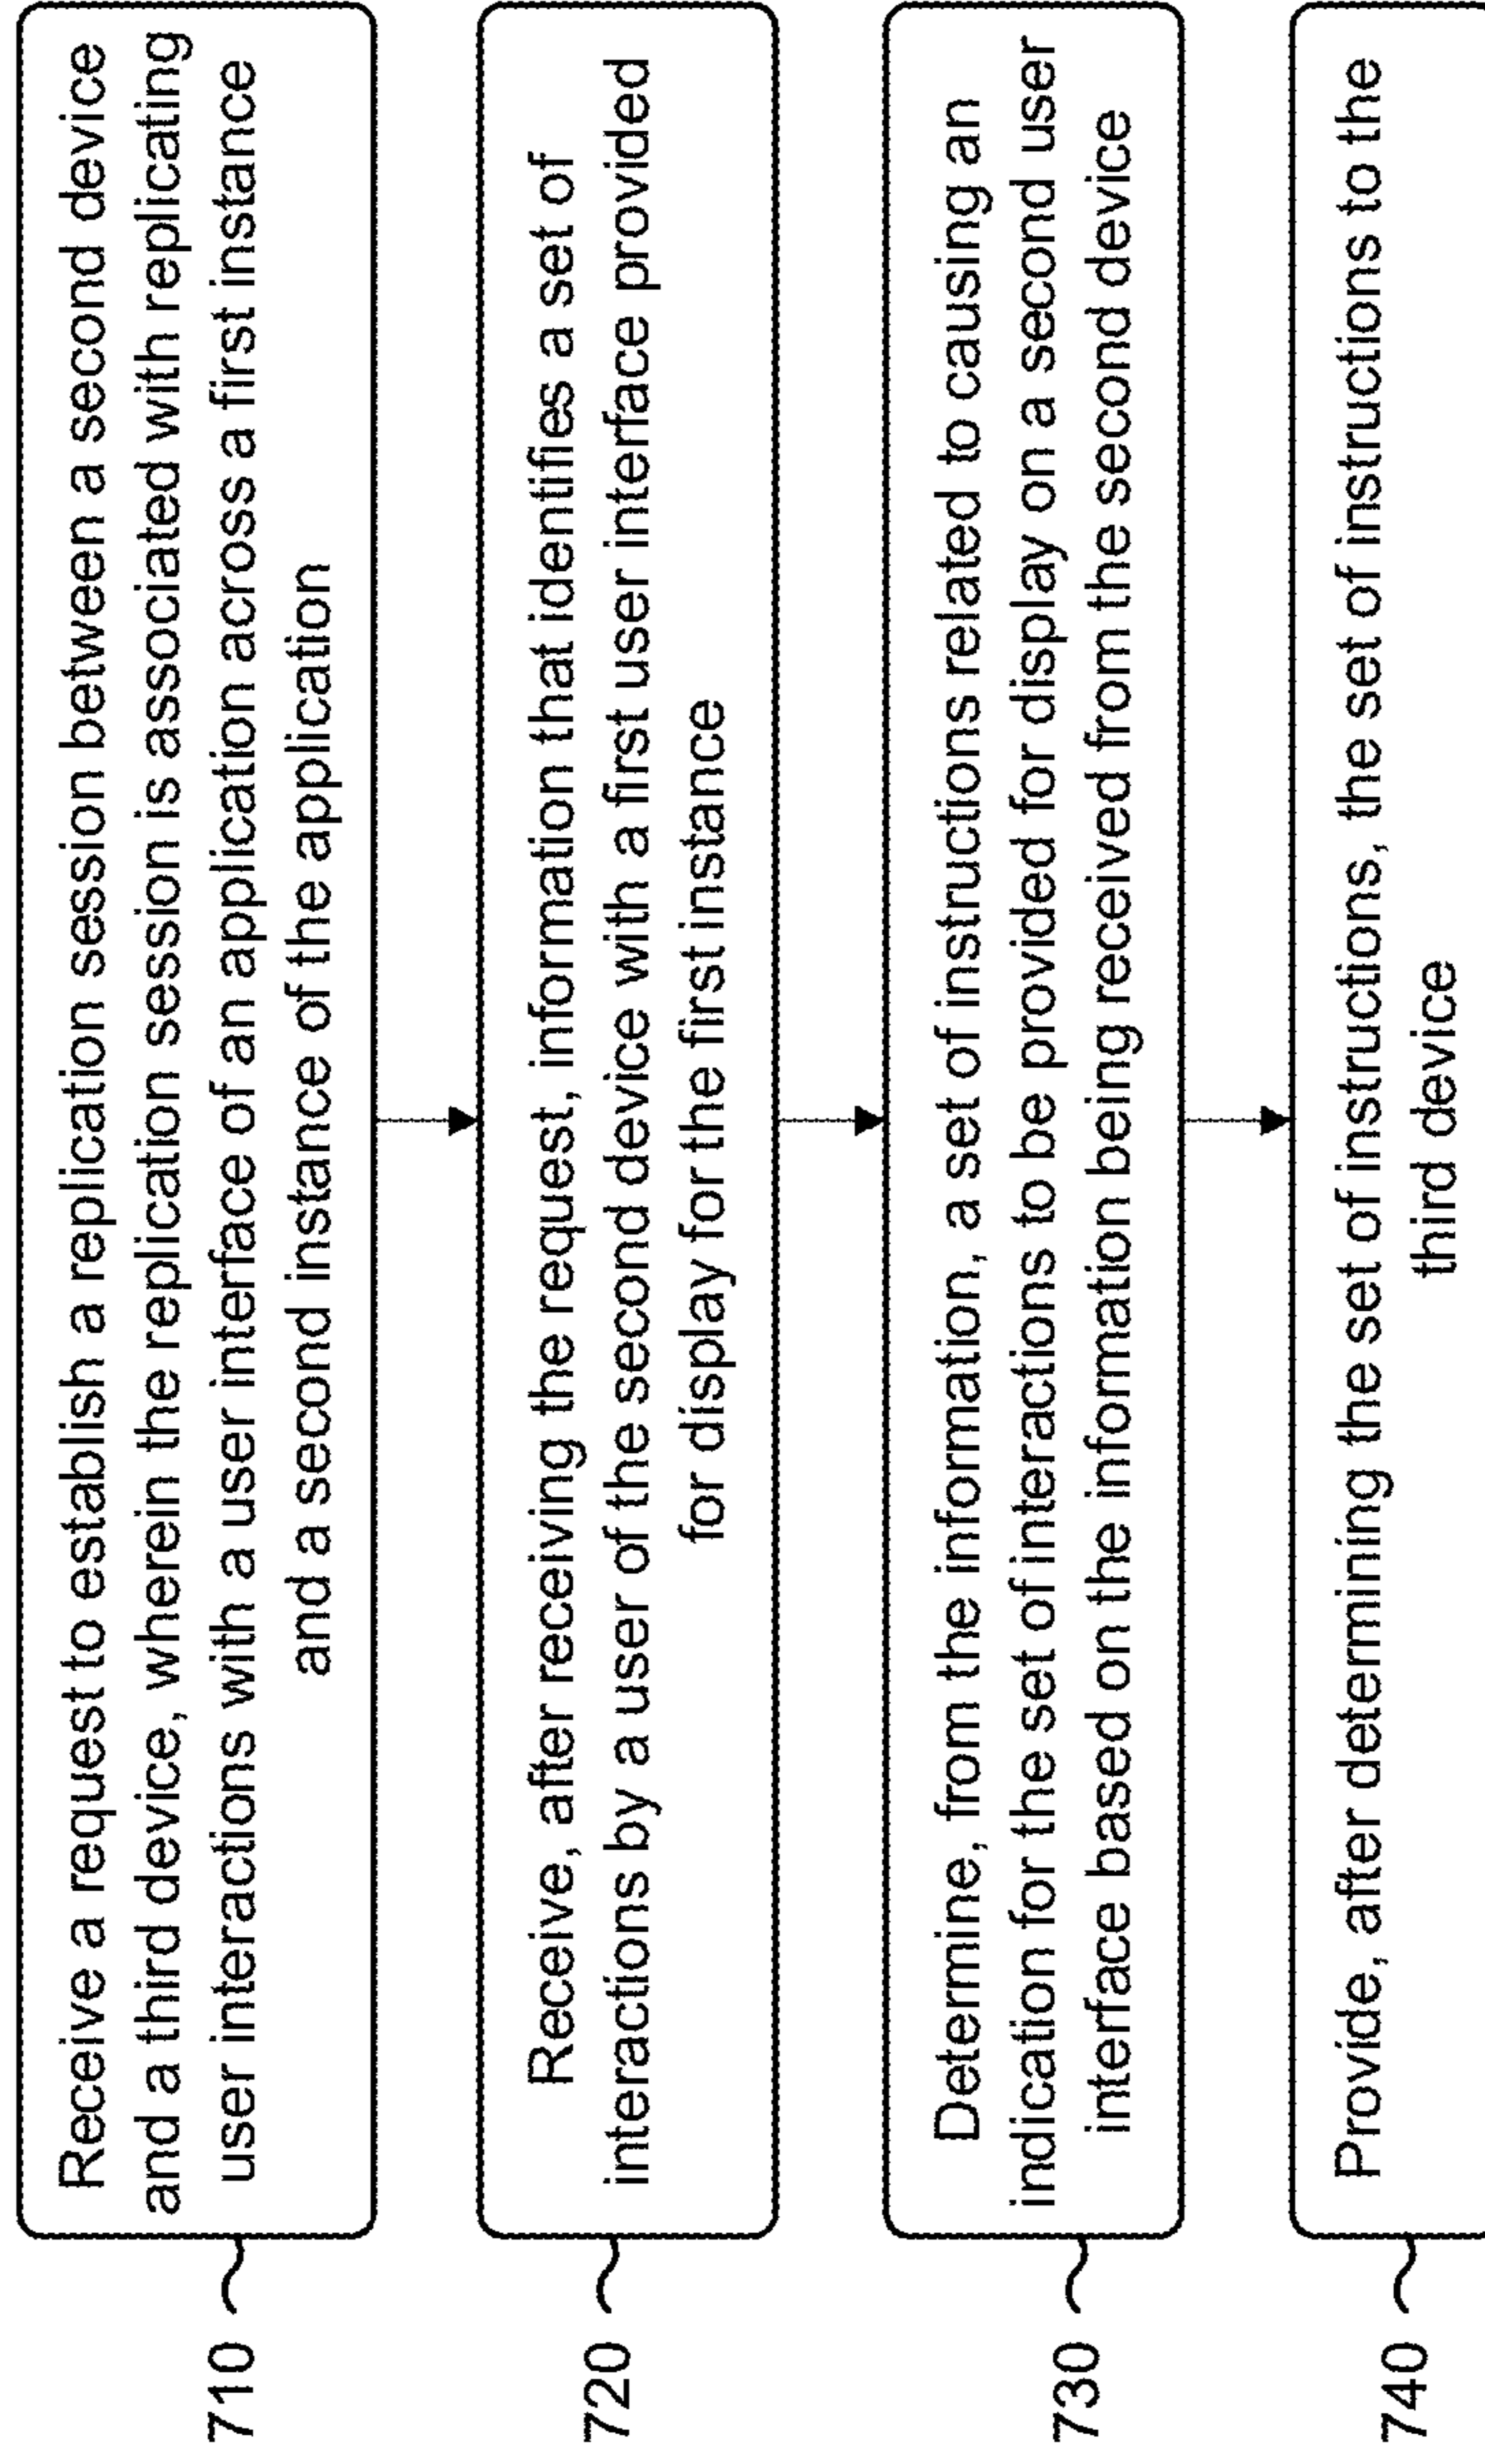 710
Receive a request to establish a replication session between a second device
and a third device, wherein the replication session is associated with replicating
user interactions with a user interface of an application across a first instance
and a second instance of the application
720
Receive, after receiving the request, information that identifies a set of
interactions by a user of the second device with a first user interface provided
for display for the first instance
730
Determine, from the information, a set of instructions related to causing an
indication for the set of interactions to be provided for display on a second user
interface based on the information being received from the second device
740
Provide, after determining the set of instructions, the set of instructions to the
third device